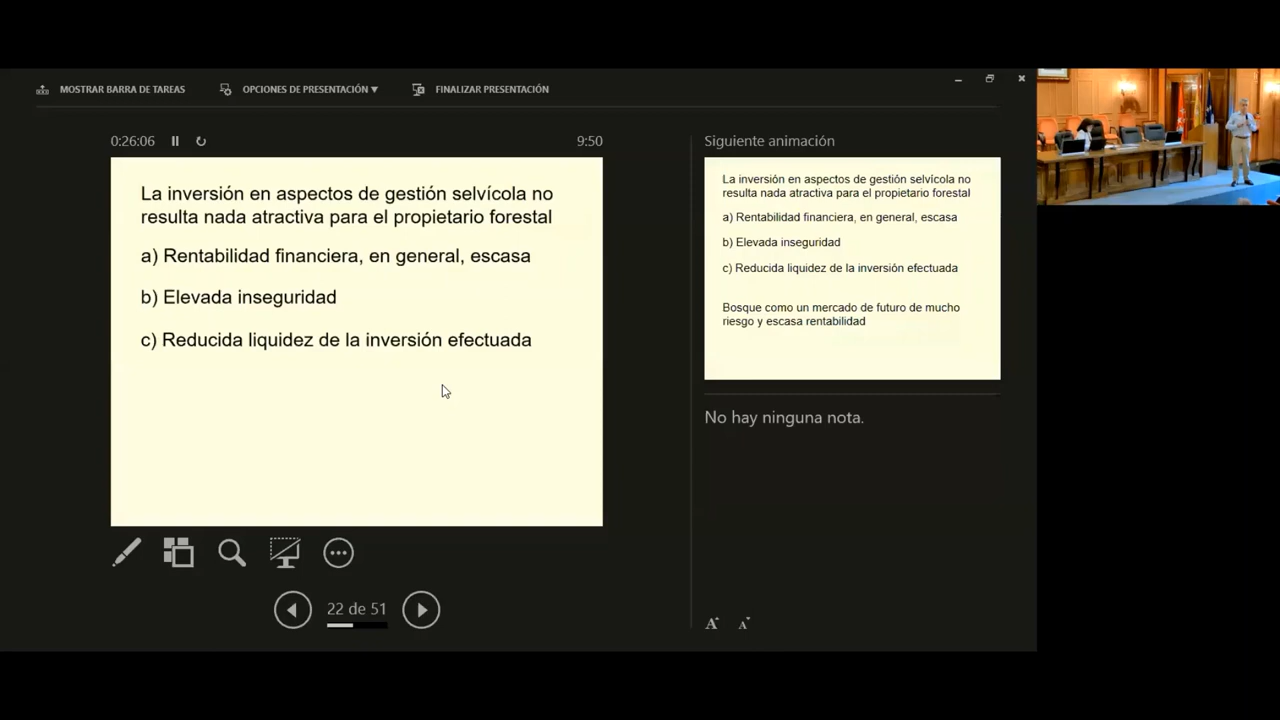 MOSTRAR BARRA DE TAREAS
OPCIONES DE PRESENTACIÓN ▼
FINALIZAR PRESENTACIÓN
0:26:06
9:50
La inversión en aspectos de gestión selvícola no
resulta nada atractiva para el propietario forestal
a) Rentabilidad financiera, en general, escasa
b) Elevada inseguridad
c) Reducida liquidez de la inversión efectuada
22 de 51
Siguiente animación
La inversión en aspectos de gestión selvícola no
resulta nada atractiva para el propietario forestal
a) Rentabilidad financiera, en general, escasa
b) Elevada inseguridad
c) Reducida liquidez de la inversión efectuada
Bosque como un mercado de futuro de mucho
riesgo y escasa rentabilidad
No hay ninguna nota.
A A